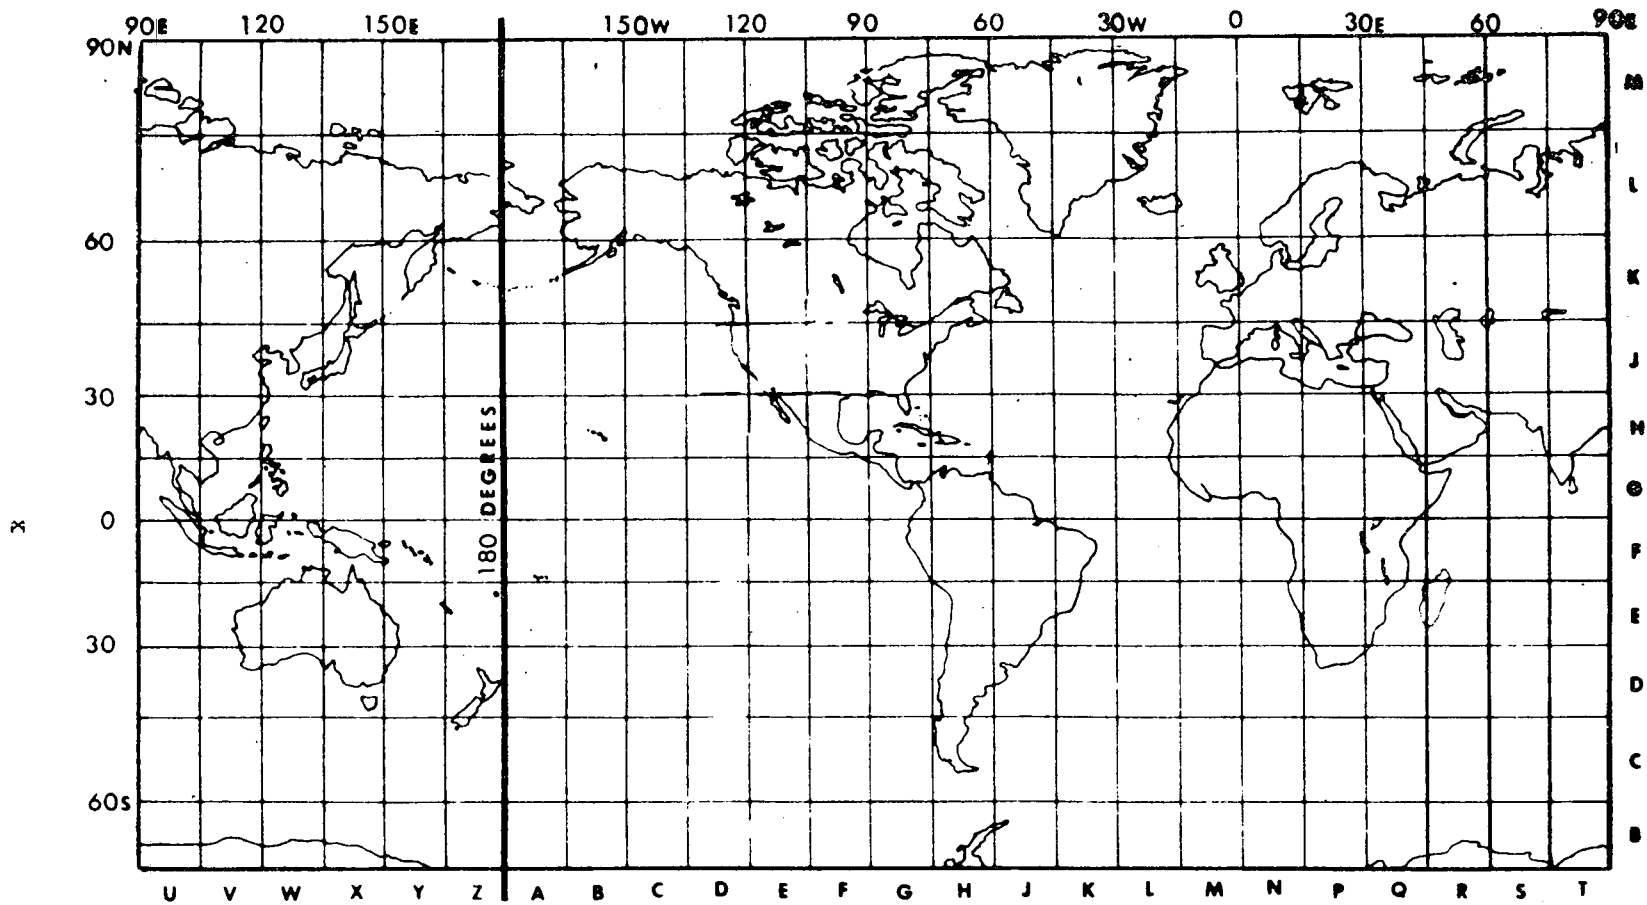 90E 120 150E 150W 120 90 60 30W 0 30E 60 90E
90N
M
L
60
K
J
30
H
180 DEGREES
G
0
F
E
30
D
C
60S
B
U V W X Y Z A B C D E F G H J K L M N P Q R S T